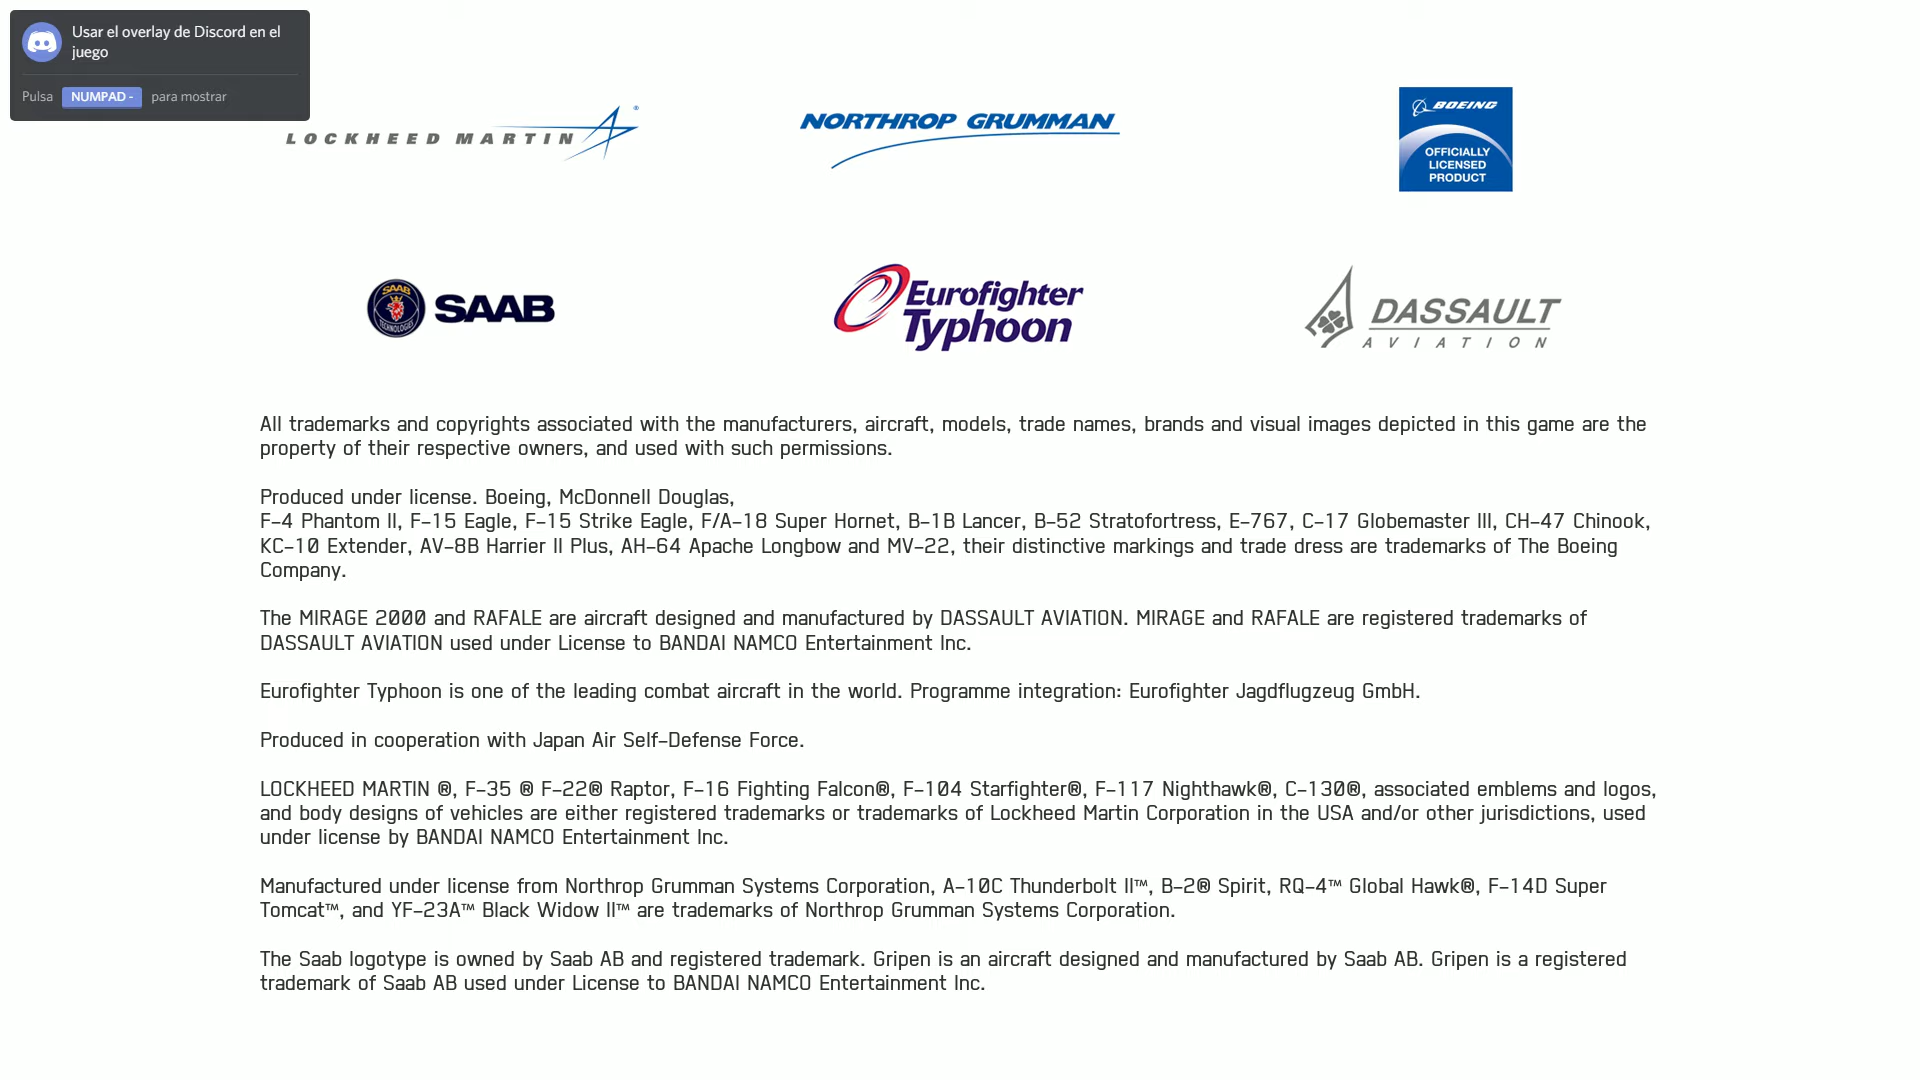 Usar el overlay de Discord en el
juego
Pulsa NUMPAD - para mostrar
LOCKHEED MARTIN ®
NORTHROP GRUMMAN
BOEING
OFFICIALLY
LICENSED
PRODUCT
SAAB
TECHNOLOGIES
SAAB
Eurofighter
Typhoon
DASSAULT
AVIATION
All trademarks and copyrights associated with the manufacturers, aircraft, models, trade names, brands and visual images depicted in this game are the
property of their respective owners, and used with such permissions.
Produced under license. Boeing, McDonnell Douglas,
F-4 Phantom II, F-15 Eagle, F-15 Strike Eagle, F/A-18 Super Hornet, B-1B Lancer, B-52 Stratofortress, E-767, C-17 Globemaster III, CH-47 Chinook,
KC-10 Extender, AV-8B Harrier II Plus, AH-64 Apache Longbow and MV-22, their distinctive markings and trade dress are trademarks of The Boeing
Company.
The MIRAGE 2000 and RAFALE are aircraft designed and manufactured by DASSAULT AVIATION. MIRAGE and RAFALE are registered trademarks of
DASSAULT AVIATION used under License to BANDAI NAMCO Entertainment Inc.
Eurofighter Typhoon is one of the leading combat aircraft in the world. Programme integration: Eurofighter Jagdflugzeug GmbH.
Produced in cooperation with Japan Air Self-Defense Force.
LOCKHEED MARTIN ®, F-35 ® F-22® Raptor, F-16 Fighting Falcon®, F-104 Starfighter®, F-117 Nighthawk®, C-130®, associated emblems and logos,
and body designs of vehicles are either registered trademarks or trademarks of Lockheed Martin Corporation in the USA and/or other jurisdictions, used
under license by BANDAI NAMCO Entertainment Inc.
Manufactured under license from Northrop Grumman Systems Corporation, A-10C Thunderbolt II™, B-2® Spirit, RQ-4™ Global Hawk®, F-14D Super
Tomcat™, and YF-23A™ Black Widow II™ are trademarks of Northrop Grumman Systems Corporation.
The Saab logotype is owned by Saab AB and registered trademark. Gripen is an aircraft designed and manufactured by Saab AB. Gripen is a registered
trademark of Saab AB used under License to BANDAI NAMCO Entertainment Inc.